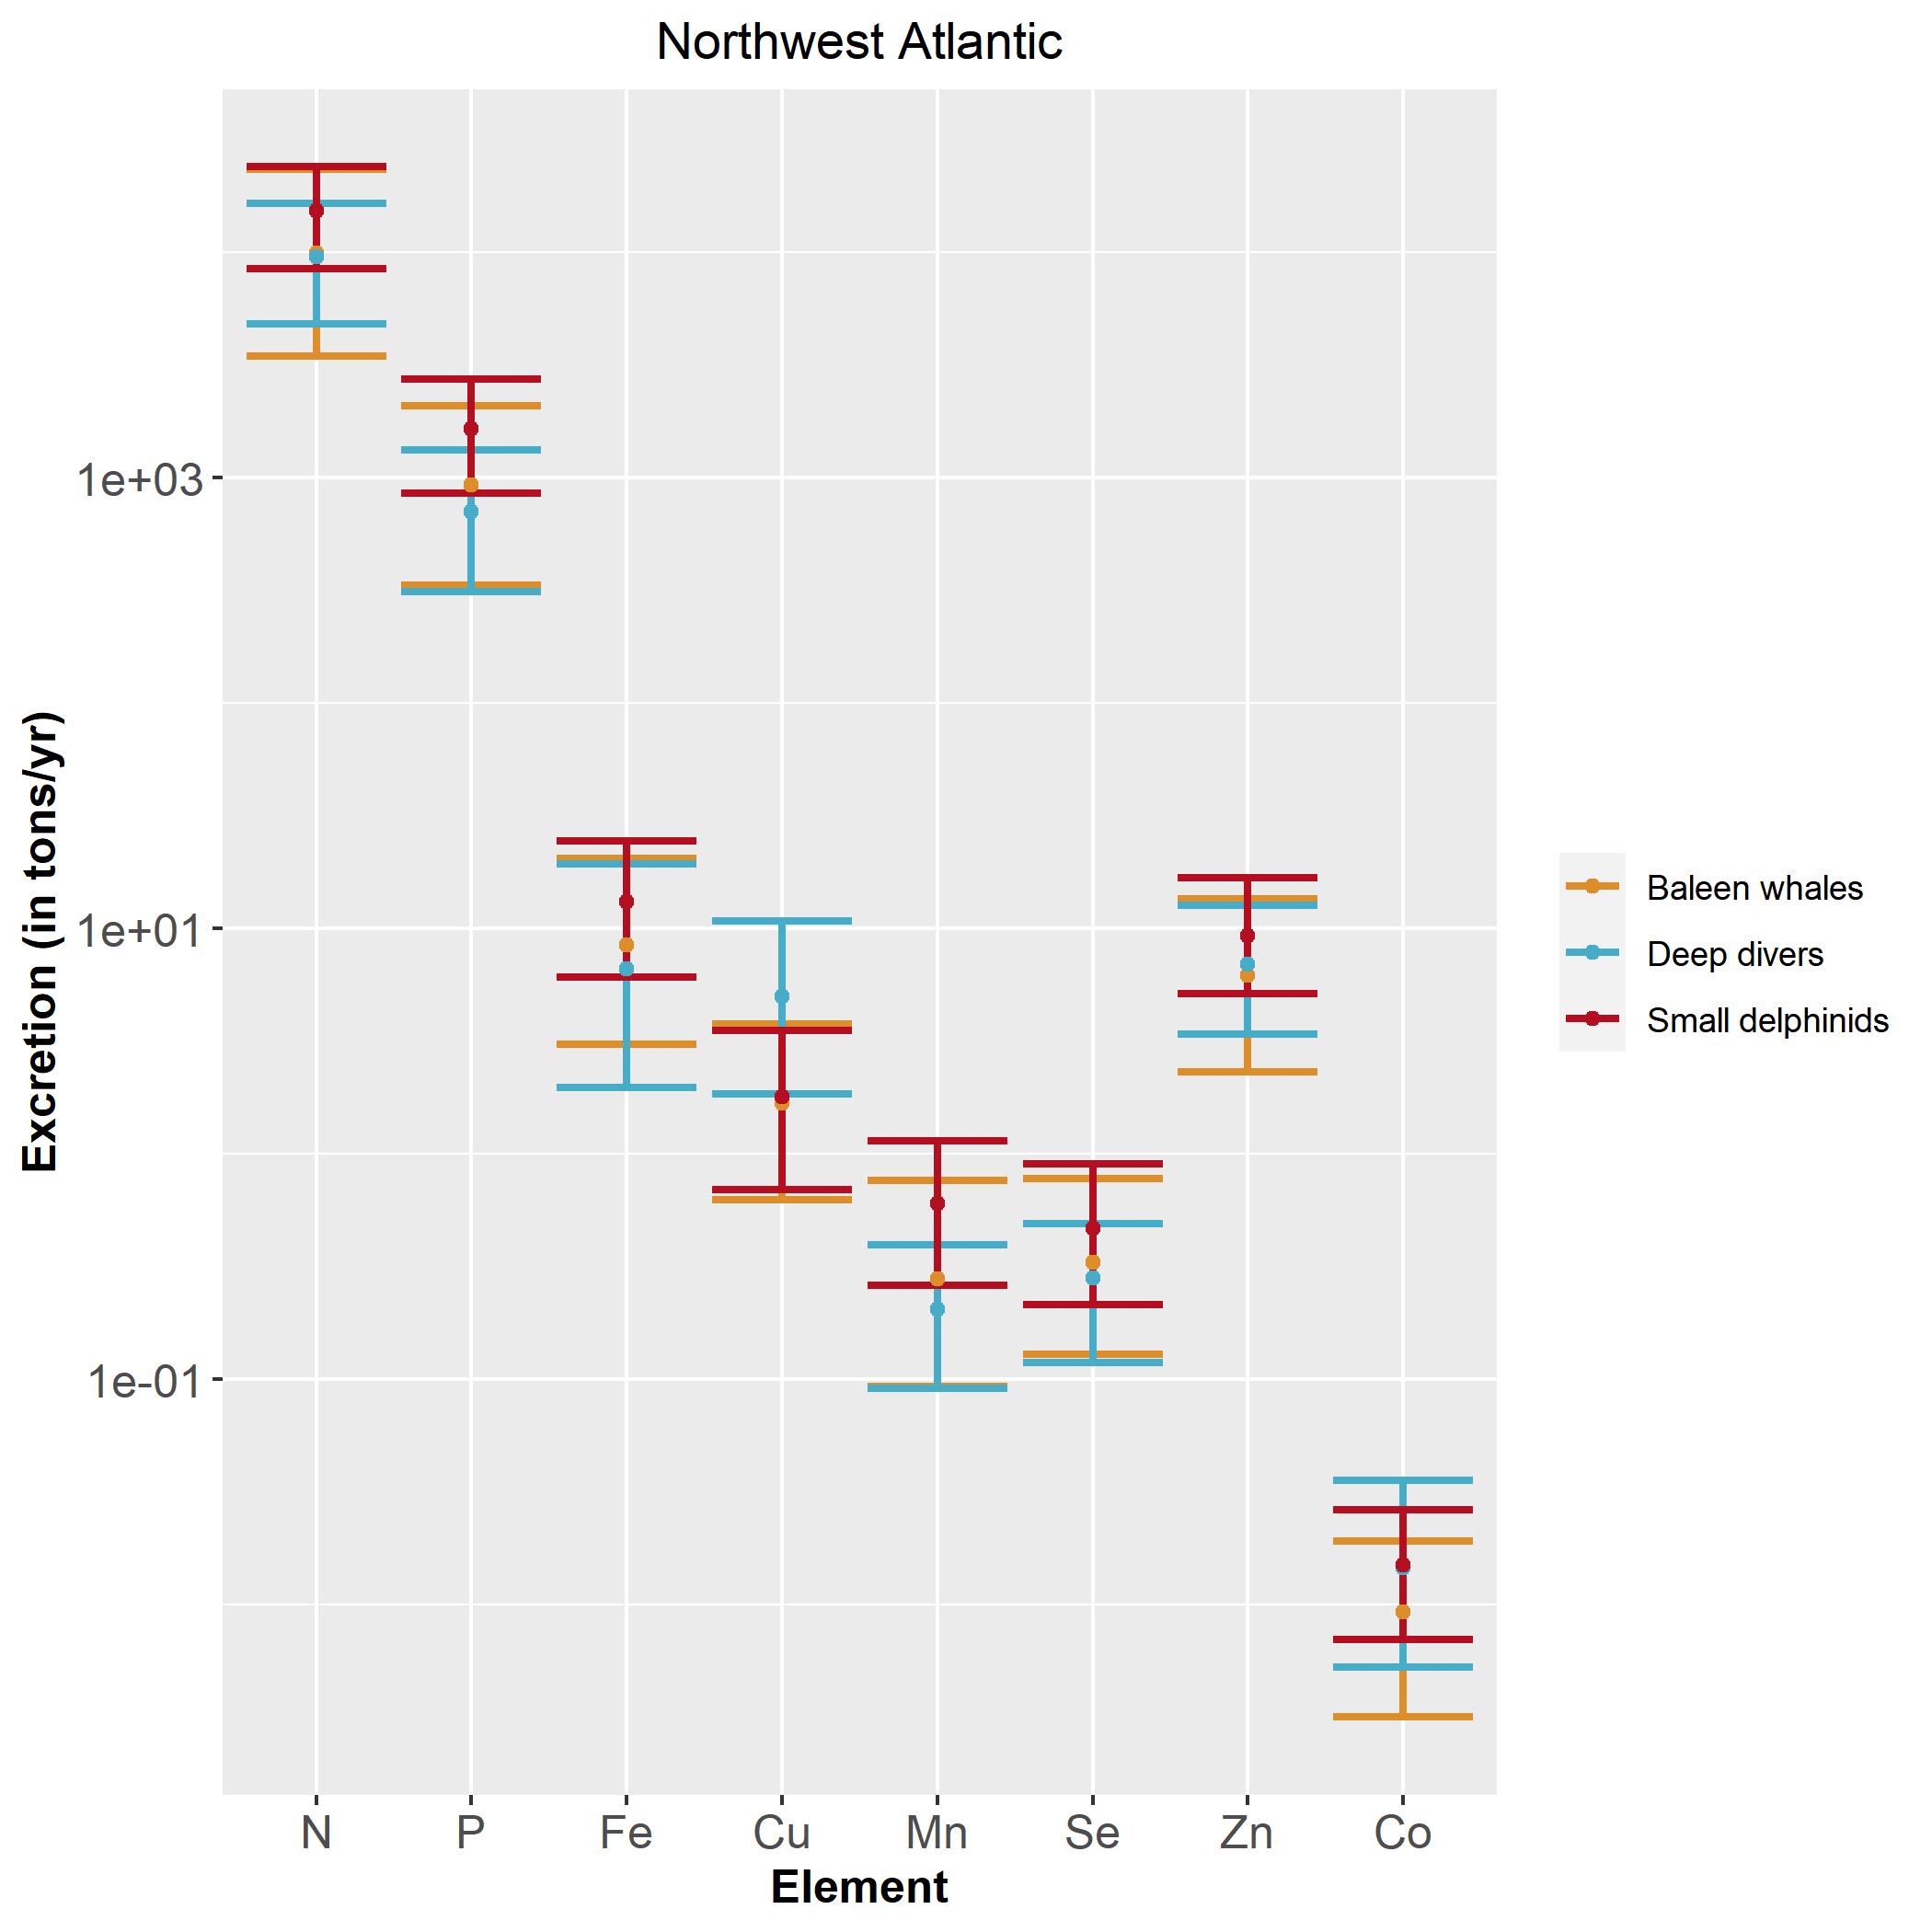 Northwest Atlantic
Excretion (in tons/yr)
1e+03
1e+01
1e-01
N P Fe Cu Mn Se Zn Co
Element
Baleen whales
Deep divers
Small delphinids